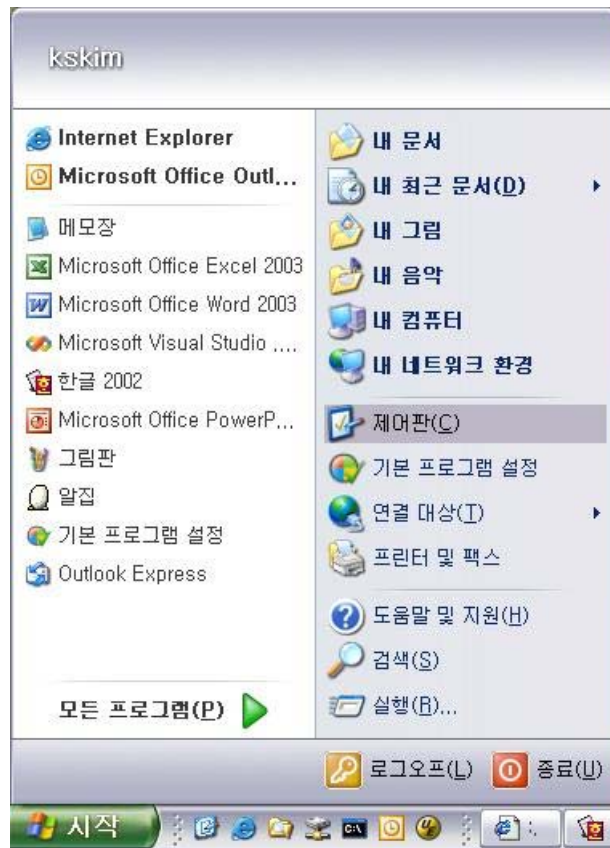 kskim
Internet Explorer
Microsoft Office Outl...
메모장
Microsoft Office Excel 2003
Microsoft Office Word 2003
Microsoft Visual Studio ....
한글 2002
Microsoft Office PowerP...
그림판
알집
기본 프로그램 설정
Outlook Express
모든 프로그램(P)
내 문서
내 최근 문서(D)
내 그림
내 음악
내 컴퓨터
내 네트워크 환경
제어판(C)
기본 프로그램 설정
연결 대상(T)
프린터 및 팩스
도움말 및 지원(H)
검색(S)
실행(R)...
로그오프(L)
종료(U)
시작